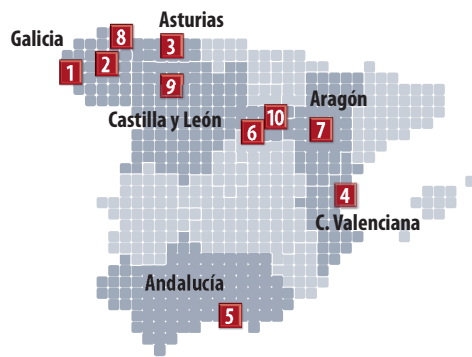 Asturias
Galicia
8
3
2
1
9
Aragón
Castilla y León
10
6
7
4
C. Valenciana
Andalucía
5